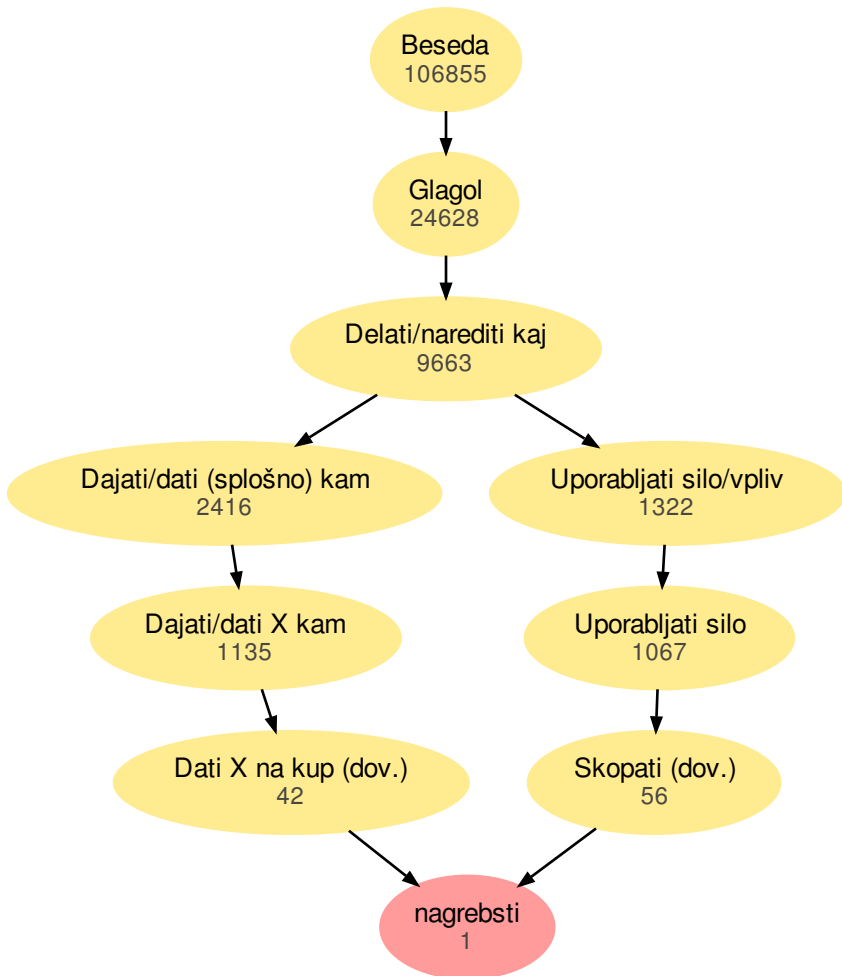 Beseda
106855
Glagol
24628
Delati/narediti kaj
9663
Dajati/dati (splošno) kam
2416
Uporabljati silo/vpliv
1322
Dajati/dati X kam
1135
Uporabljati silo
1067
Dati X na kup (dov.)
42
Skopati (dov.)
56
nagrebsti
1